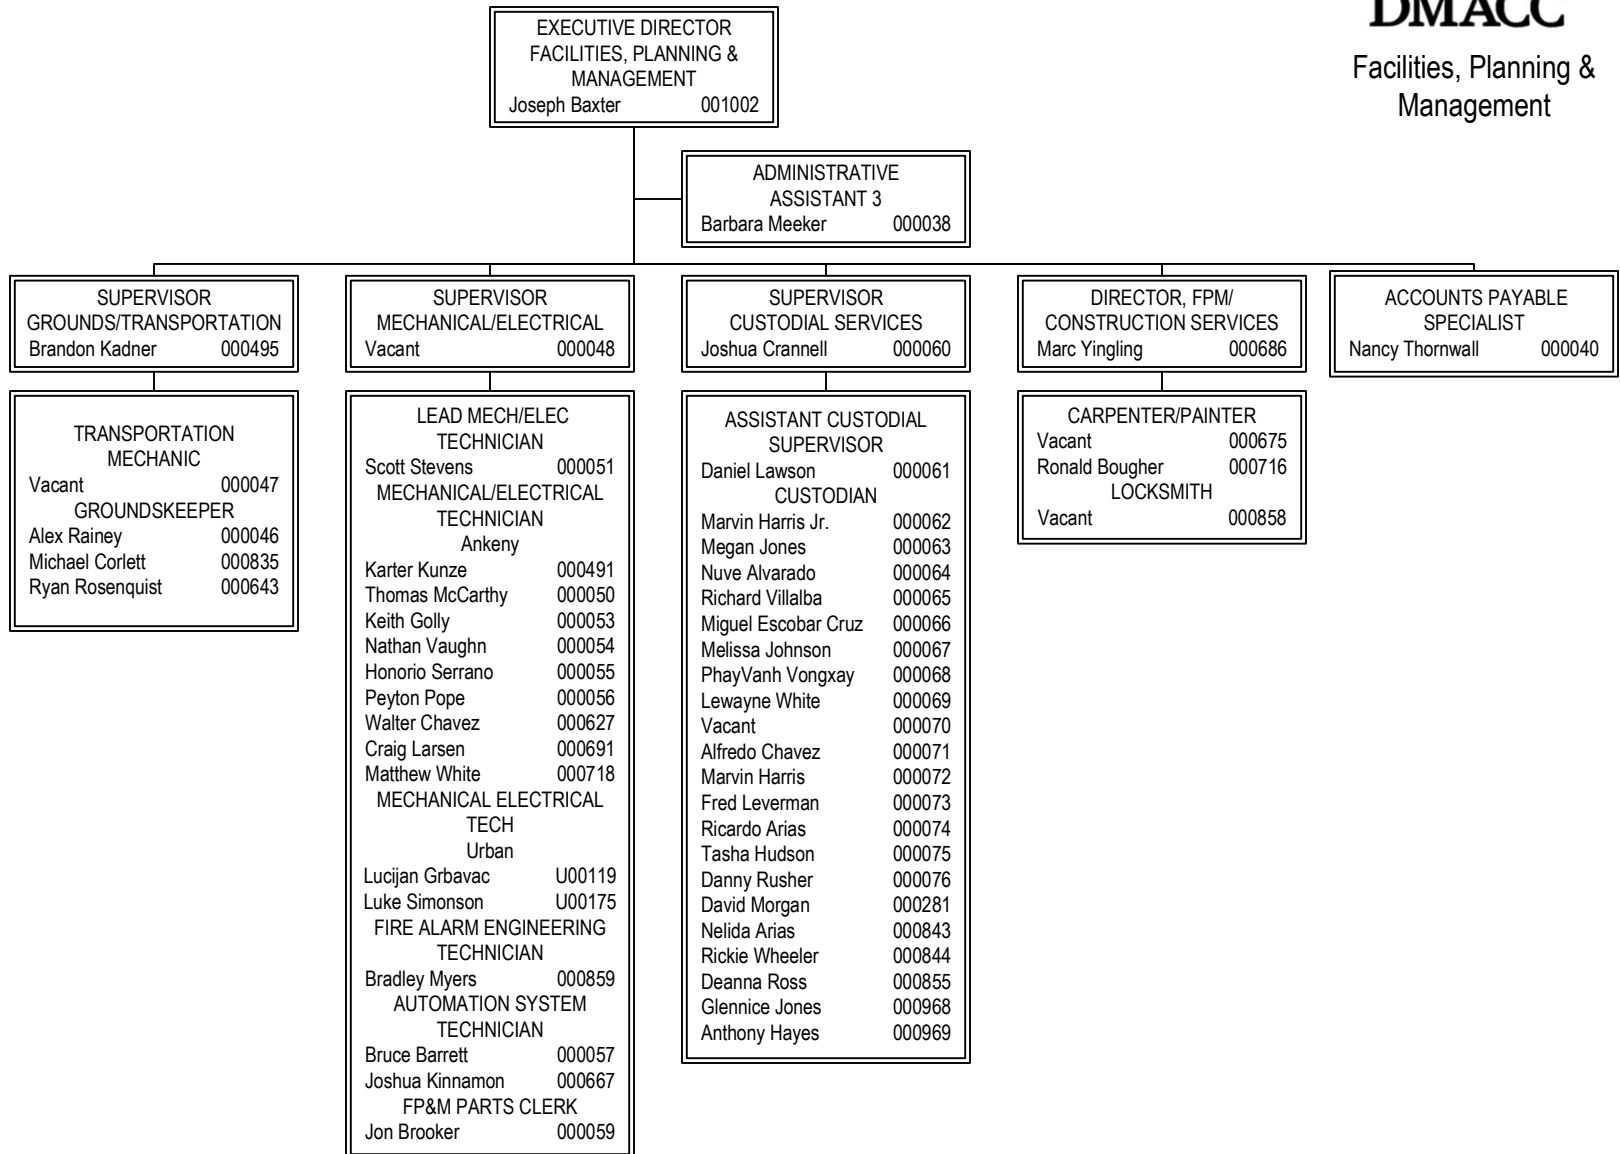 DMACC
Facilities, Planning &
Management
EXECUTIVE DIRECTOR
FACILITIES, PLANNING &
MANAGEMENT
Joseph Baxter 001002
ADMINISTRATIVE
ASSISTANT 3
Barbara Meeker 000038
SUPERVISOR
GROUNDS/TRANSPORTATION
Brandon Kadner 000495
SUPERVISOR
MECHANICAL/ELECTRICAL
Vacant 000048
SUPERVISOR
CUSTODIAL SERVICES
Joshua Crannell 000060
DIRECTOR, FPM/
CONSTRUCTION SERVICES
Marc Yingling 000686
ACCOUNTS PAYABLE
SPECIALIST
Nancy Thornwall 000040
TRANSPORTATION
MECHANIC
Vacant 000047
GROUNDSKEEPER
Alex Rainey 000046
Michael Corlett 000835
Ryan Rosenquist 000643
LEAD MECH/ELEC
TECHNICIAN
Scott Stevens 000051
MECHANICAL/ELECTRICAL
TECHNICIAN
Ankeny
Karter Kunze 000491
Thomas McCarthy 000050
Keith Golly 000053
Nathan Vaughn 000054
Honorio Serrano 000055
Peyton Pope 000056
Walter Chavez 000627
Craig Larsen 000691
Matthew White 000718
MECHANICAL ELECTRICAL
TECH
Urban
Lucijan Grbavac U00119
Luke Simonson U00175
FIRE ALARM ENGINEERING
TECHNICIAN
Bradley Myers 000859
AUTOMATION SYSTEM
TECHNICIAN
Bruce Barrett 000057
Joshua Kinnamon 000667
FP&M PARTS CLERK
Jon Brooker 000059
ASSISTANT CUSTODIAL
SUPERVISOR
Daniel Lawson 000061
CUSTODIAN
Marvin Harris Jr. 000062
Megan Jones 000063
Nuve Alvarado 000064
Richard Villalba 000065
Miguel Escobar Cruz 000066
Melissa Johnson 000067
PhayVanh Vongxay 000068
Lewayne White 000069
Vacant 000070
Alfredo Chavez 000071
Marvin Harris 000072
Fred Leverman 000073
Ricardo Arias 000074
Tasha Hudson 000075
Danny Rusher 000076
David Morgan 000281
Nelida Arias 000843
Rickie Wheeler 000844
Deanna Ross 000855
Glennice Jones 000968
Anthony Hayes 000969
CARPENTER/PAINTER
Vacant 000675
Ronald Bougher 000716
LOCKSMITH
Vacant 000858